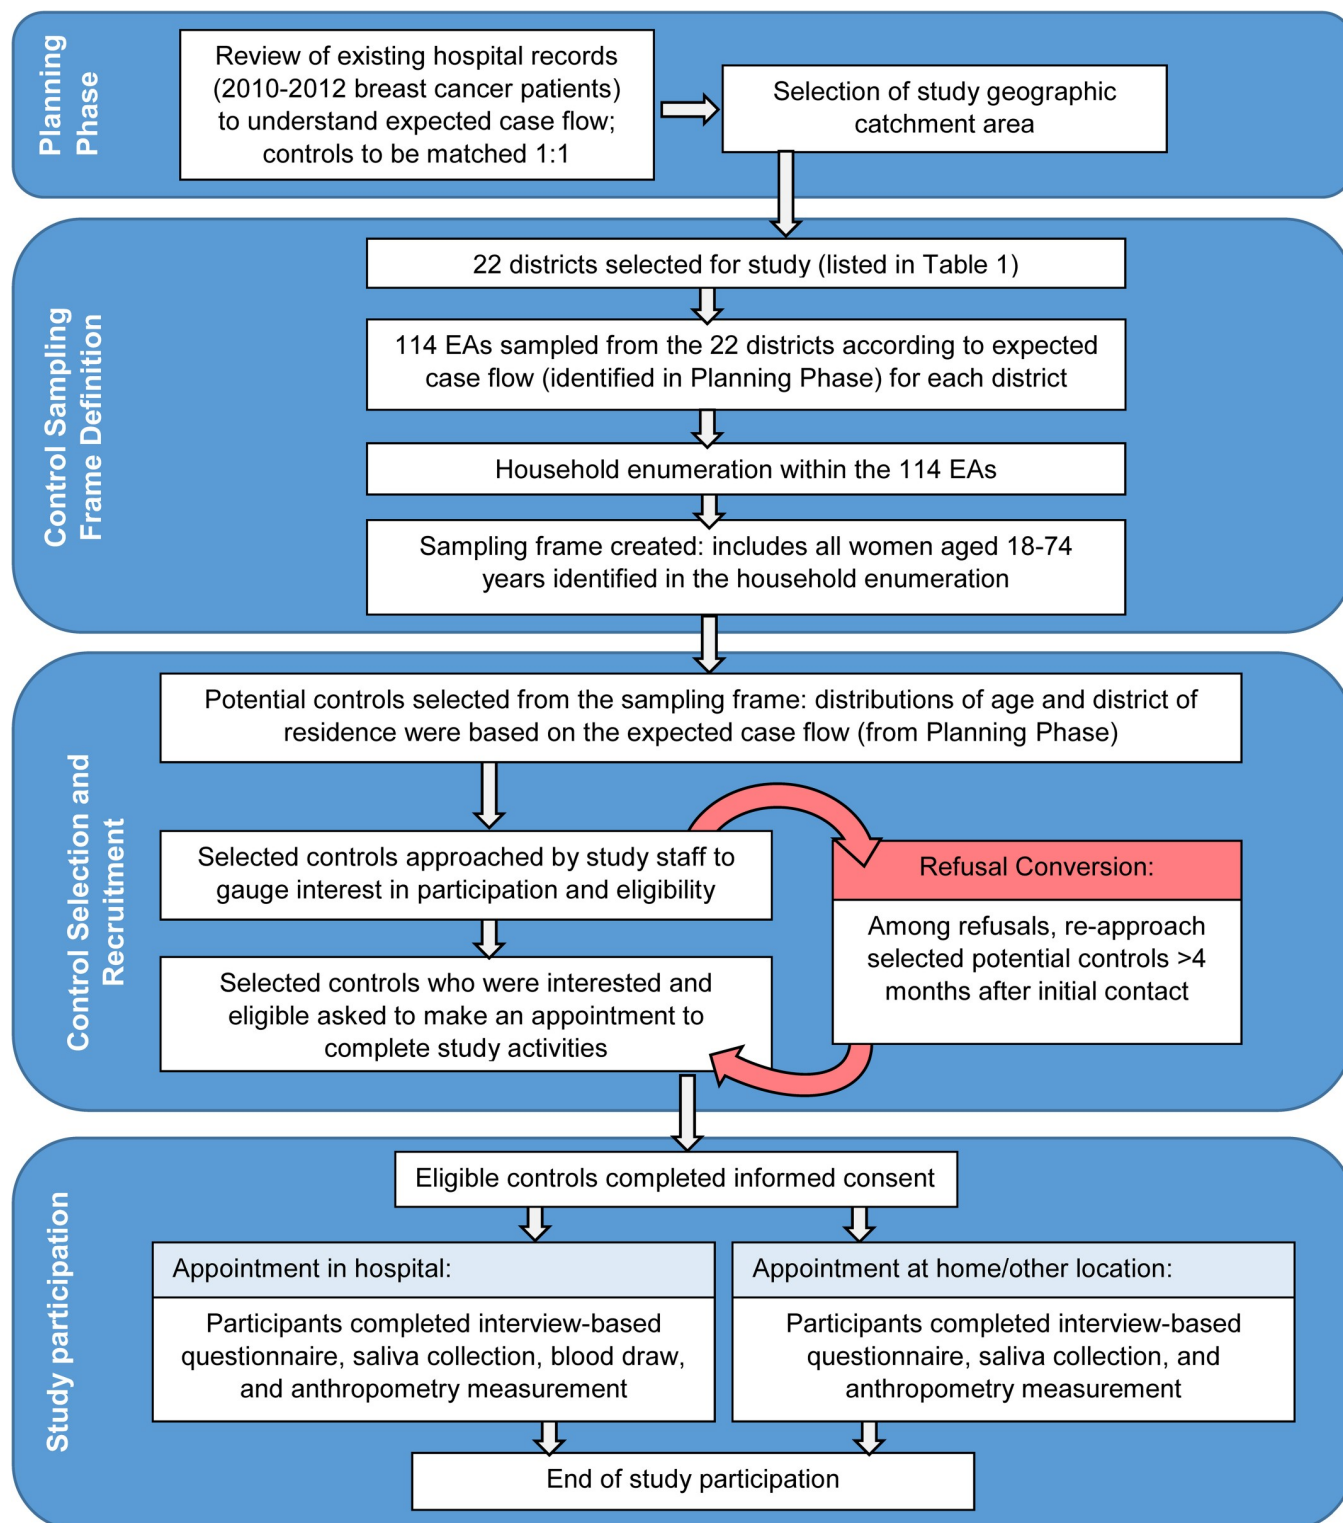 Planning
Phase
Review of existing hospital records
(2010-2012 breast cancer patients)
to understand expected case flow;
controls to be matched 1:1
Selection of study geographic
catchment area
Control Sampling
Frame Definition
22 districts selected for study (listed in Table 1)
114 EAs sampled from the 22 districts according to expected
case flow (identified in Planning Phase) for each district
Household enumeration within the 114 EAs
Sampling frame created: includes all women aged 18-74
years identified in the household enumeration
Control Selection and
Recruitment
Potential controls selected from the sampling frame: distributions of age and district of
residence were based on the expected case flow (from Planning Phase)
Selected controls approached by study staff to
gauge interest in participation and eligibility
Selected controls who were interested and
eligible asked to make an appointment to
complete study activities
Refusal Conversion:
Among refusals, re-approach
selected potential controls >4
months after initial contact
Study participation
Eligible controls completed informed consent
Appointment in hospital:
Participants completed interview-based
questionnaire, saliva collection, blood draw,
and anthropometry measurement
Appointment at home/other location:
Participants completed interview-based
questionnaire, saliva collection, and
anthropometry measurement
End of study participation